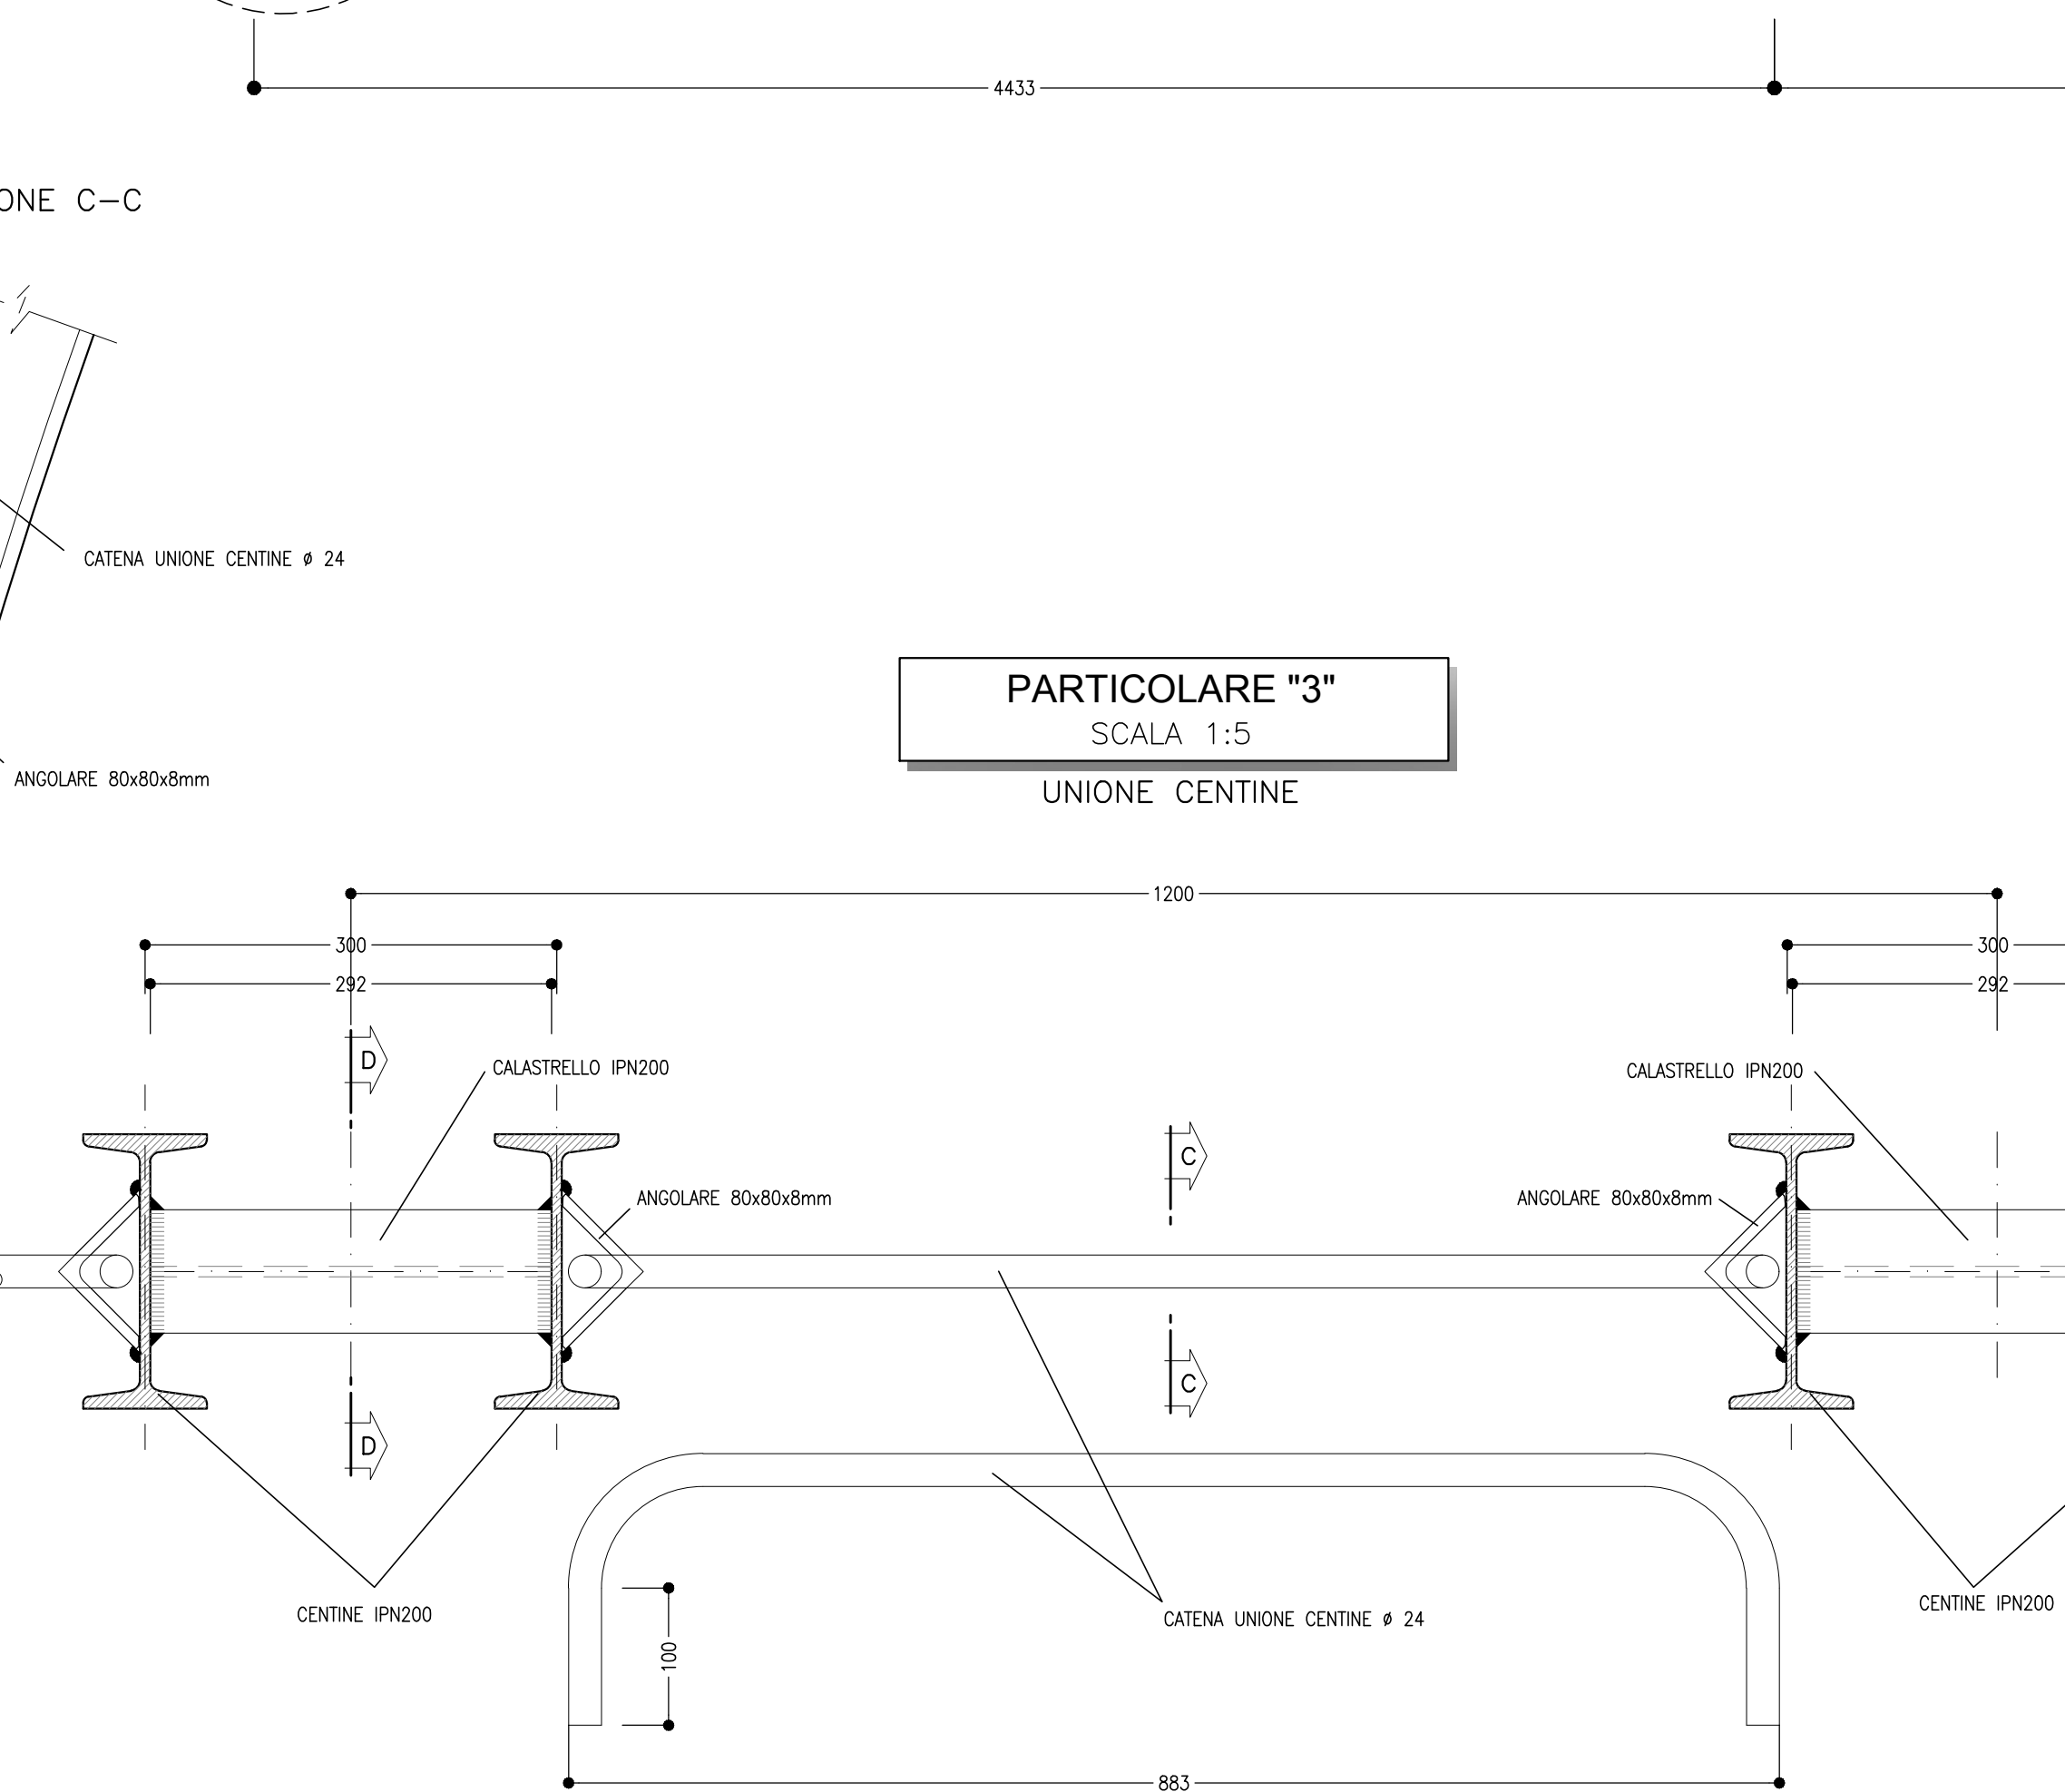 4433
ONE C-C
CATENA UNIONE CENTINE ø 24
ANGOLARE 80x80x8mm
PARTICOLARE "3"
SCALA 1:5
UNIONE CENTINE
1200
300
300
292
292
D
CALASTRELLO IPN200
CALASTRELLO IPN200
C
ANGOLARE 80x80x8mm
ANGOLARE 80x80x8mm
C
D
CENTINE IPN200
CATENA UNIONE CENTINE ø 24
CENTINE IPN200
100
883